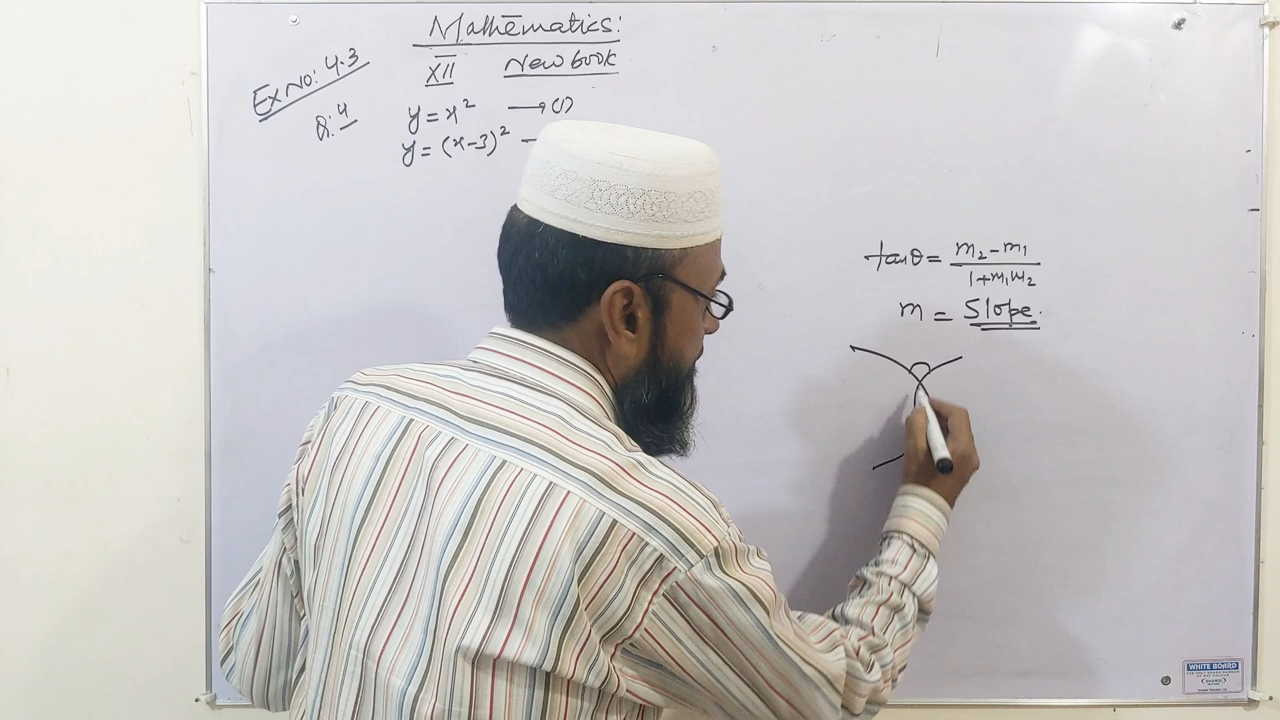 Mathematics:
XII New book
Ex No: 4.3
Q: 4
y = x² ⟶ (1)
y = (x-3)² —
tanθ = m₂-m₁ / 1+m₁m₂
m = Slope.
WHITE BOARD